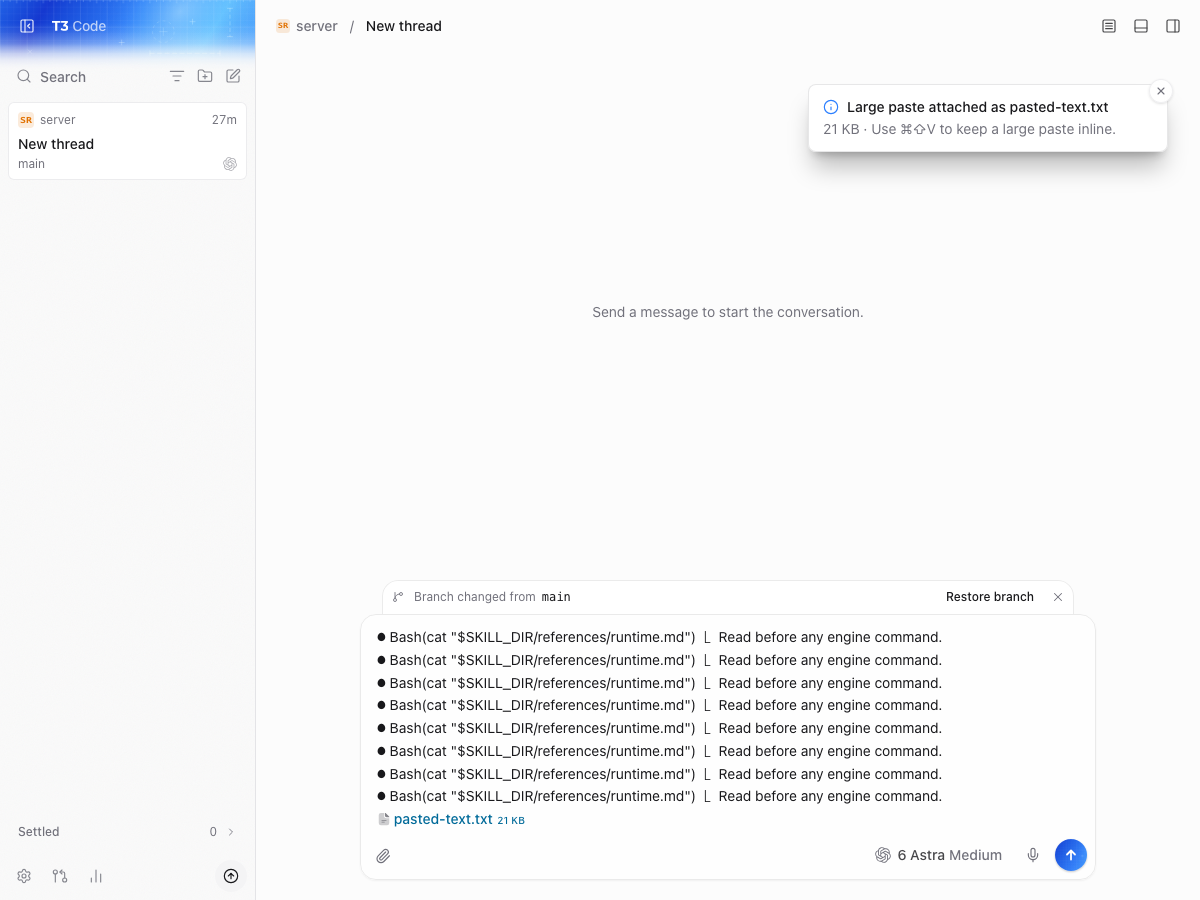 T3 Code
SR server / New thread
Search
SR server 27m
New thread
main
Large paste attached as pasted-text.txt
21 KB · Use ⌘⇧V to keep a large paste inline.
Send a message to start the conversation.
Branch changed from main Restore branch
● Bash(cat "$SKILL_DIR/references/runtime.md") ⎿ Read before any engine command.
● Bash(cat "$SKILL_DIR/references/runtime.md") ⎿ Read before any engine command.
● Bash(cat "$SKILL_DIR/references/runtime.md") ⎿ Read before any engine command.
● Bash(cat "$SKILL_DIR/references/runtime.md") ⎿ Read before any engine command.
● Bash(cat "$SKILL_DIR/references/runtime.md") ⎿ Read before any engine command.
● Bash(cat "$SKILL_DIR/references/runtime.md") ⎿ Read before any engine command.
● Bash(cat "$SKILL_DIR/references/runtime.md") ⎿ Read before any engine command.
● Bash(cat "$SKILL_DIR/references/runtime.md") ⎿ Read before any engine command.
pasted-text.txt 21 KB
6 Astra Medium
Settled 0